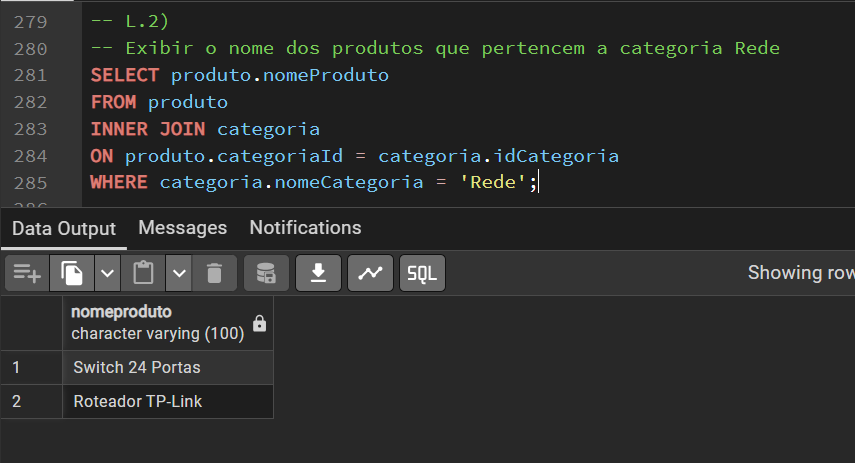 279 -- L.2)
280 -- Exibir o nome dos produtos que pertencem a categoria Rede
281 SELECT produto.nomeProduto
282 FROM produto
283 INNER JOIN categoria
284 ON produto.categoriaId = categoria.idCategoria
285 WHERE categoria.nomeCategoria = 'Rede';
Data Output Messages Notifications
SQL Showing row
nomeproduto
character varying (100)
1 Switch 24 Portas
2 Roteador TP-Link